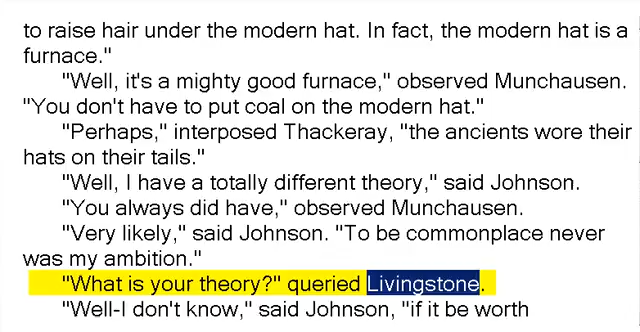 to raise hair under the modern hat. In fact, the modern hat is a
furnace."
"Well, it's a mighty good furnace," observed Munchausen.
"You don't have to put coal on the modern hat."
"Perhaps," interposed Thackeray, "the ancients wore their
hats on their tails."
"Well, I have a totally different theory," said Johnson.
"You always did have," observed Munchausen.
"Very likely," said Johnson. "To be commonplace never
was my ambition."
"What is your theory?" queried Livingstone.
"Well-I don't know," said Johnson, "if it be worth